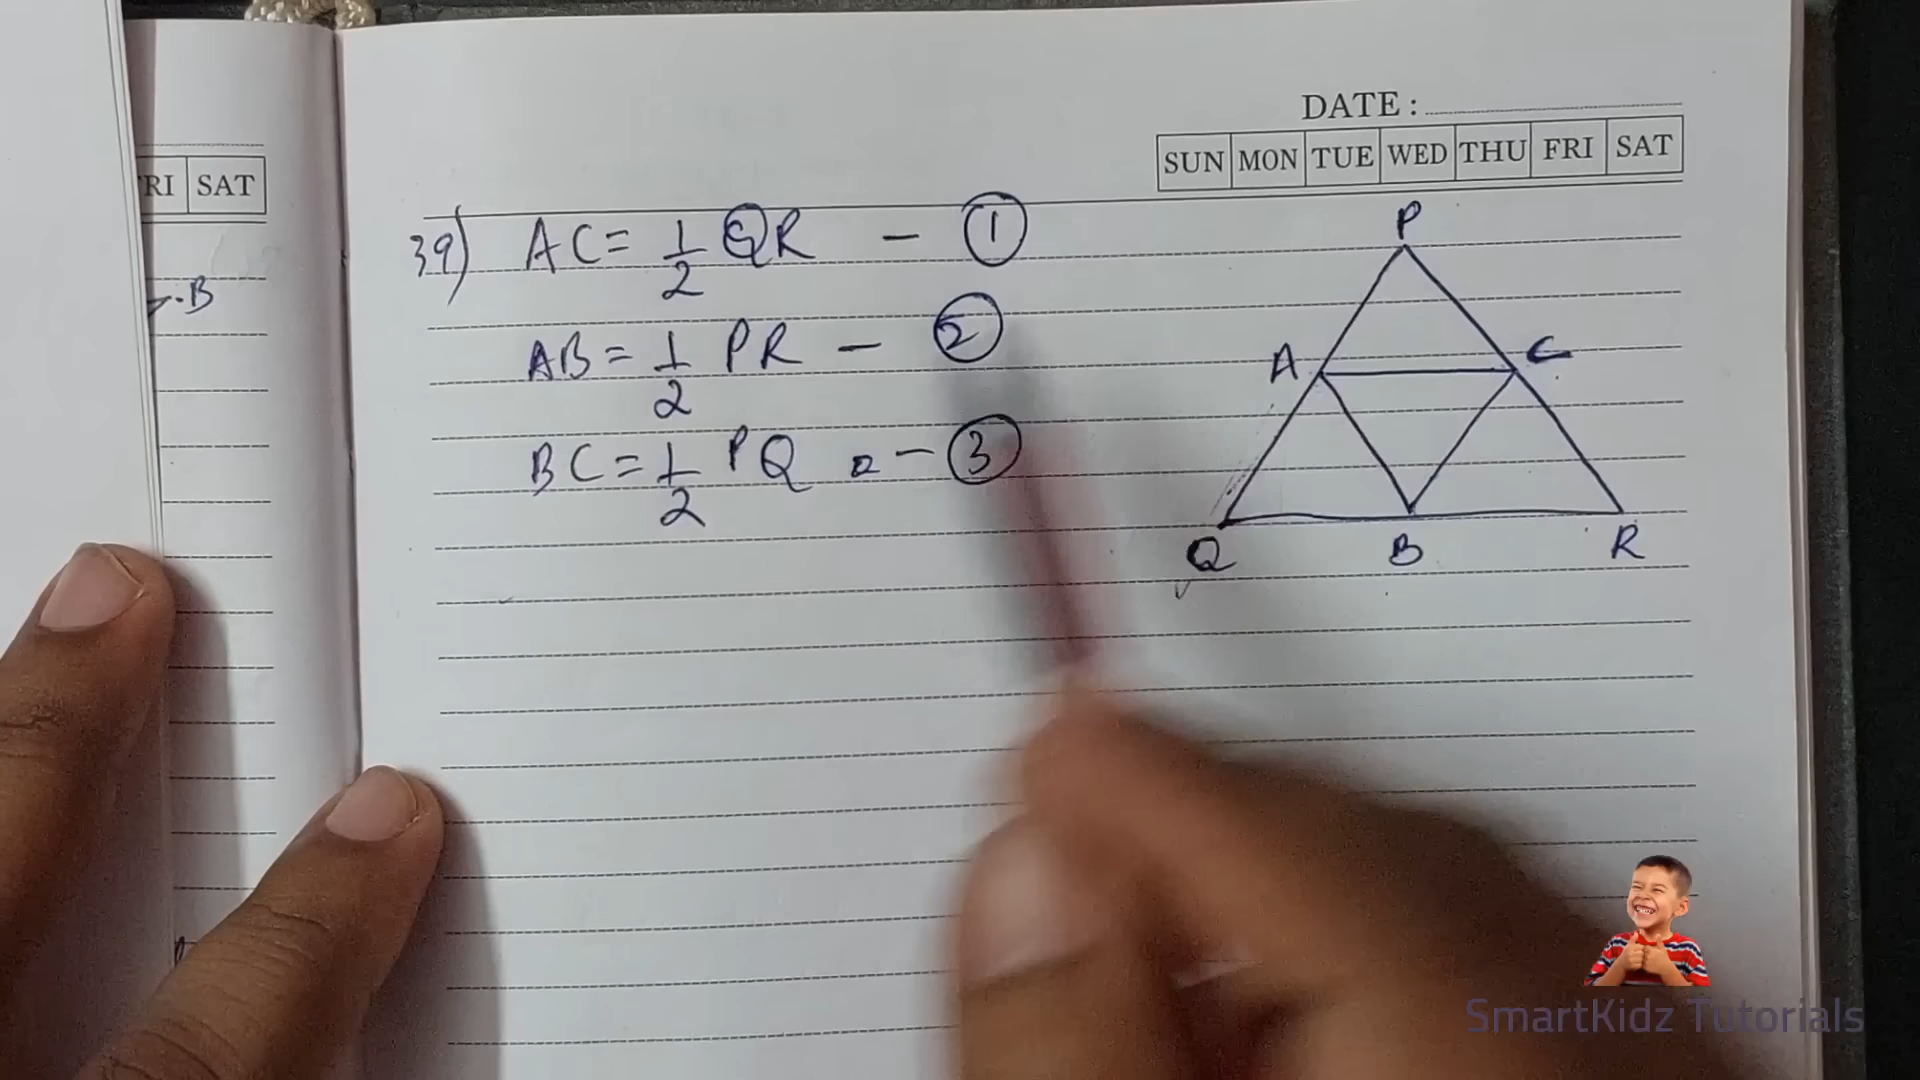 DATE :
SUN MON TUE WED THU FRI SAT
RI SAT
.B
39) AC = 1/2 QR - ①
AB = 1/2 PR - ②
BC = 1/2 PQ - ③
P
A C
Q B R
SmartKidz Tutorials